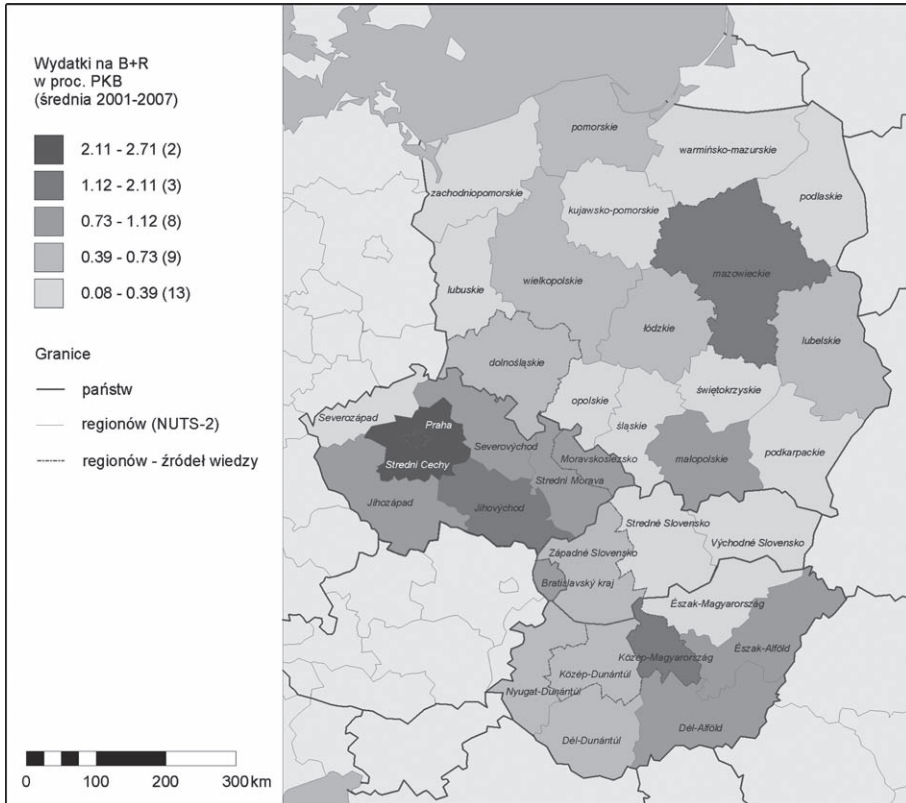 Wydatki na B+R
w proc. PKB
(średnia 2001-2007)
2.11 - 2.71 (2)
1.12 - 2.11 (3)
0.73 - 1.12 (8)
0.39 - 0.73 (9)
0.08 - 0.39 (13)
Granice
państw
regionów (NUTS-2)
regionów - źródeł wiedzy
0 100 200 300 km
pomorskie
warmińsko-mazurskie
zachodniopomorskie
podlaskie
kujawsko-pomorskie
mazowieckie
wielkopolskie
lubuskie
łódzkie
lubelskie
dolnośląskie
świętokrzyskie
opolskie
Severozápad
Praha
śląskie
Severovýchod
Moravskoslezsko
małopolskie
podkarpackie
Stredni Cechy
Stredni Morava
Jihozápad
Jihovýchod
Stredné Slovensko
Východné Slovensko
Západné Slovensko
Bratislavský kraj
Észak-Magyarország
Észak-Alföld
Közép-Magyarország
Közép-Dunántúl
Nyugat-Dunántúl
Dél-Alföld
Dél-Dunántúl